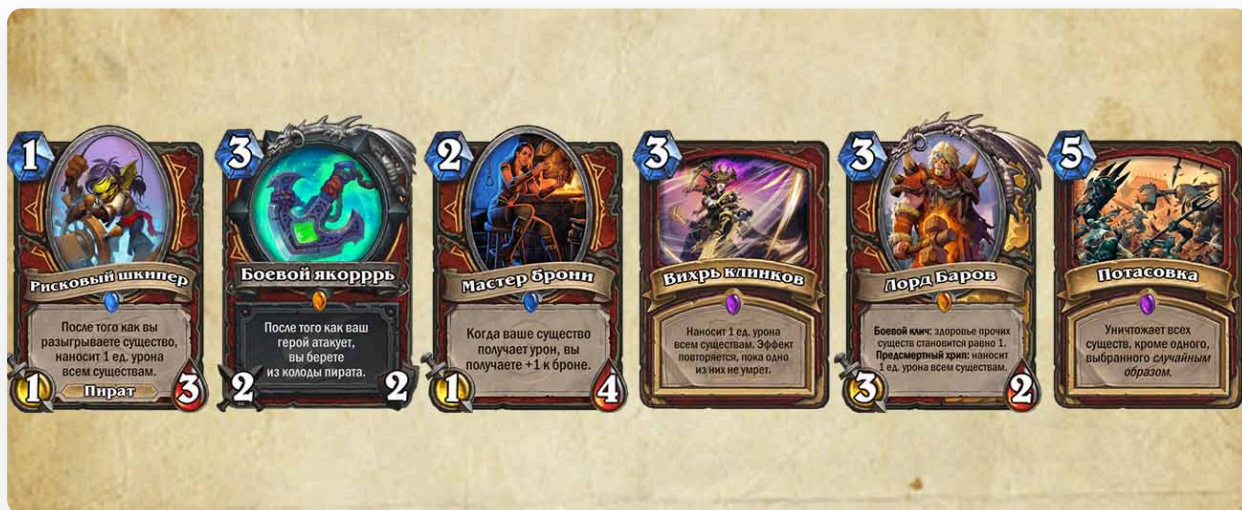 1
Рисковый шкипер
После того как вы
разыгрываете существо,
наносит 1 ед. урона
всем существам.
Пират
1
3
3
Боевой якорррь
После того как ваш
герой атакует,
вы берете
из колоды пирата.
2
2
2
Мастер брони
Когда ваше существо
получает урон, вы
получаете +1 к броне.
1
4
3
Вихрь клинков
Наносит 1 ед. урона
всем существам. Эффект
повторяется, пока одно
из них не умрет.
3
Лорд Баров
Боевой клич: здоровье прочих
существ становится равно 1.
Предсмертный хрип: наносит
1 ед. урона всем существам.
3
2
5
Потасовка
Уничтожает всех
существ, кроме одного,
выбранного случайным
образом.